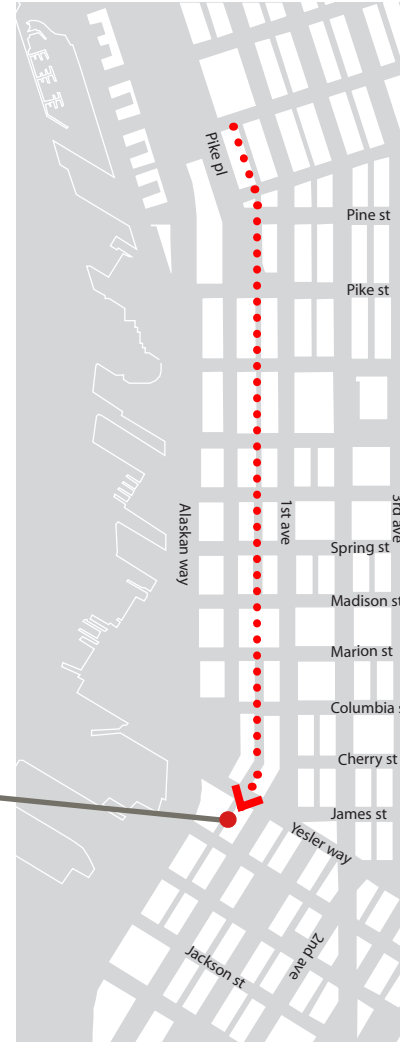 Pike pl
Pine st
Pike st
Alaskan way
1st ave
3rd ave
Spring st
Madison st
Marion st
Columbia s
Cherry st
James st
Yesler way
2nd ave
Jackson st